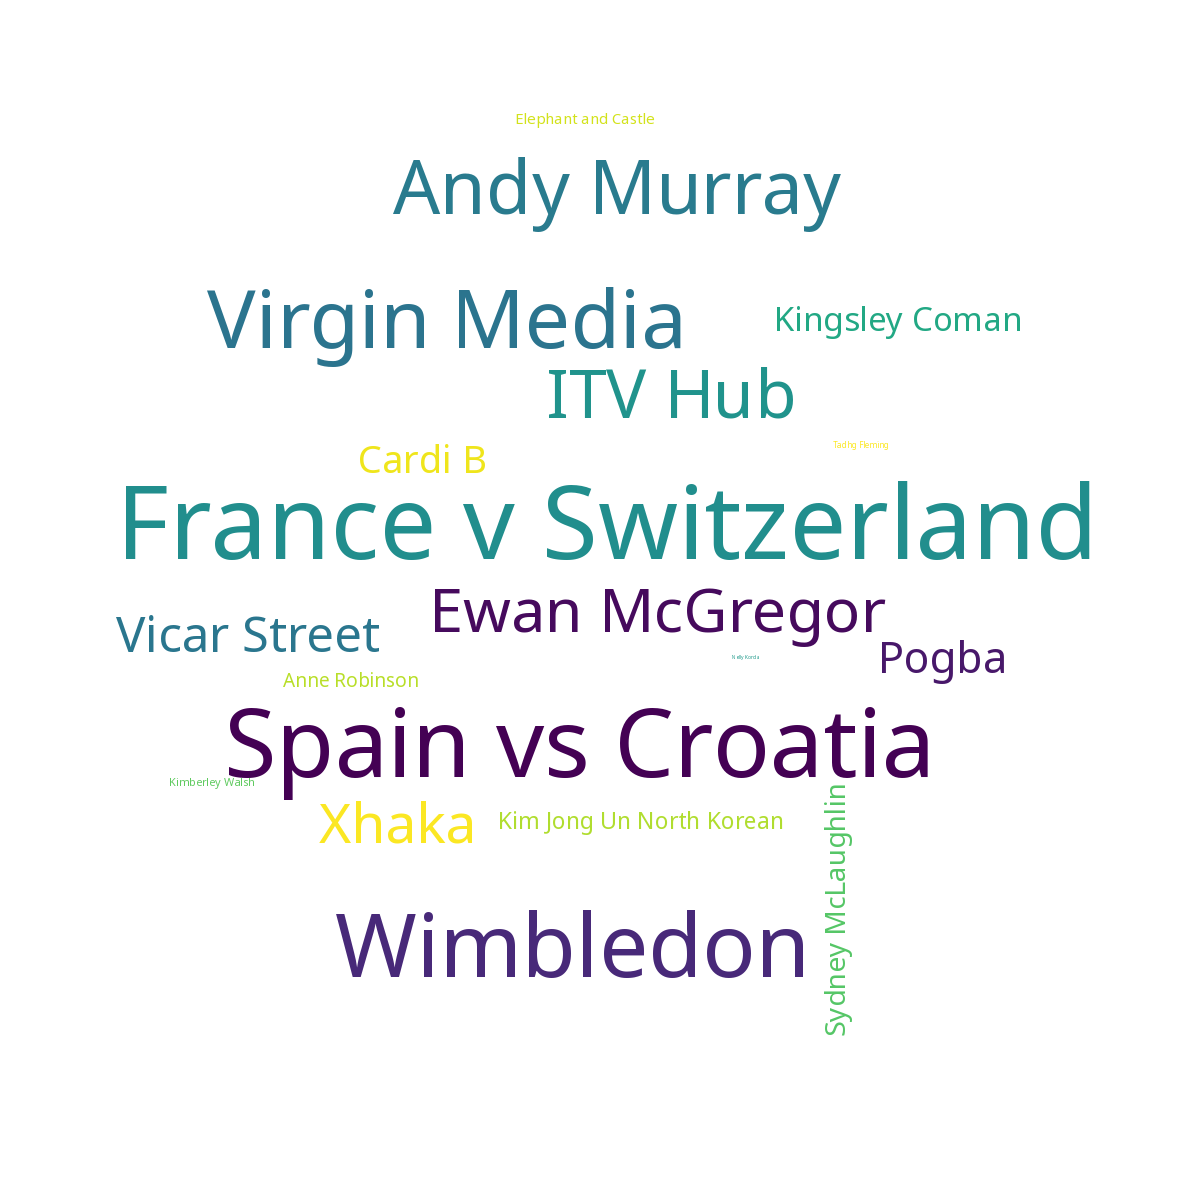 Elephant and Castle
Andy Murray
Virgin Media
Kingsley Coman
ITV Hub
Cardi B
Tadhg Fleming
France v Switzerland
Ewan McGregor
Vicar Street
Pogba
Nelly Korda
Anne Robinson
Spain vs Croatia
Kimberley Walsh
Xhaka
Kim Jong Un North Korean
Sydney McLaughlin
Wimbledon